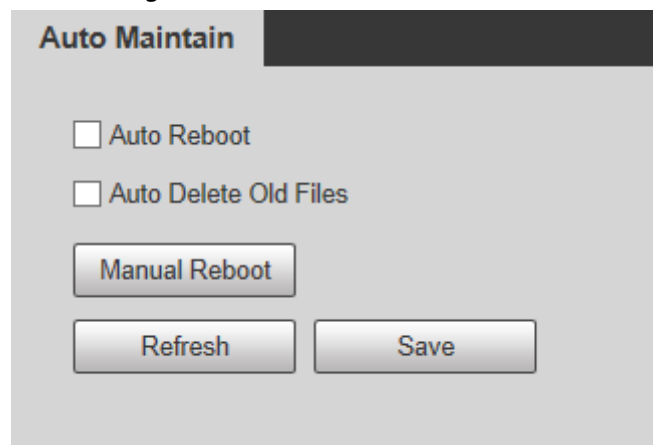 Auto Maintain
Auto Reboot
Auto Delete Old Files
Manual Reboot
Refresh Save